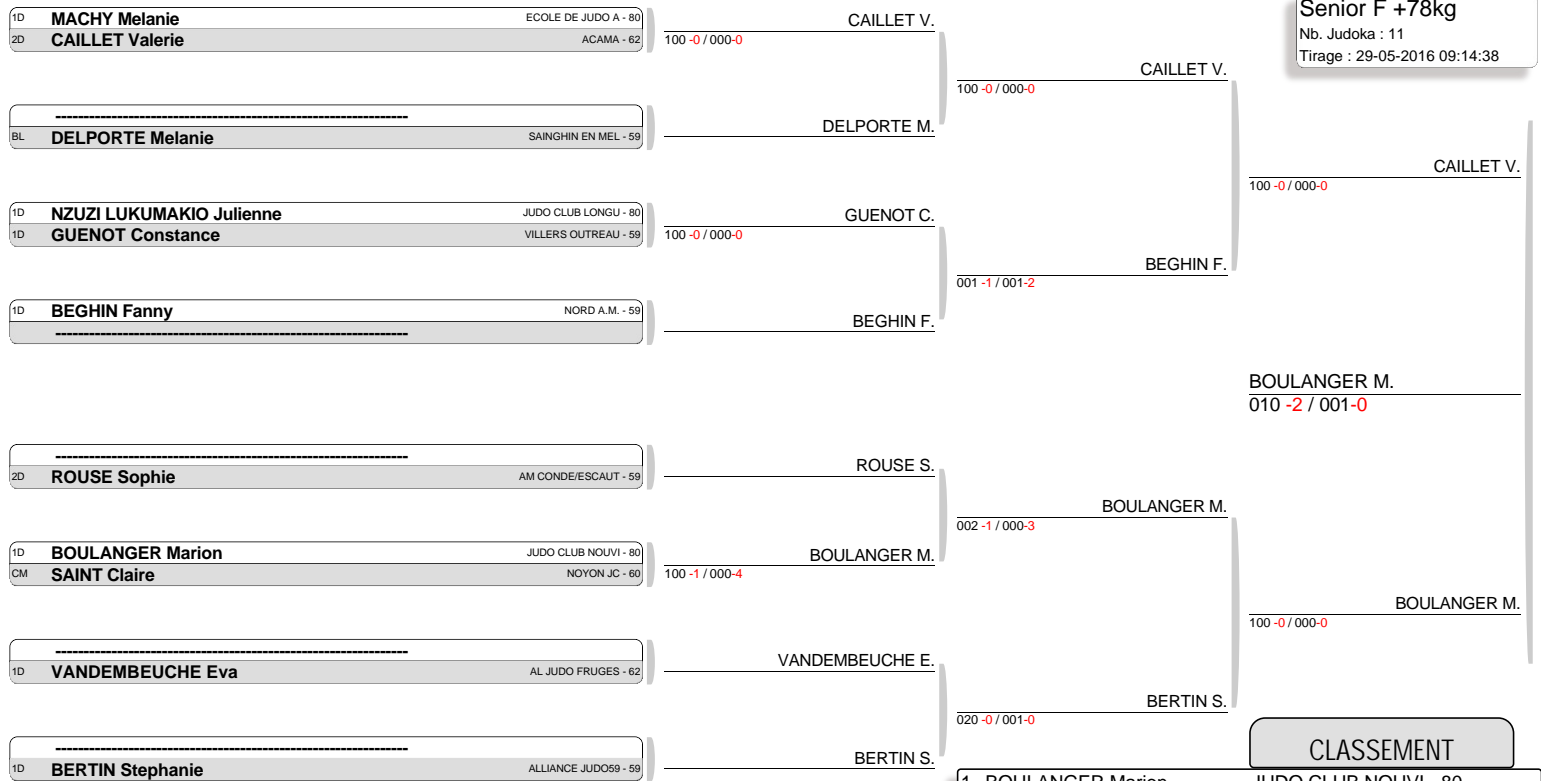 Senior F +78kg
Nb. Judoka : 11
Tirage : 29-05-2016 09:14:38
1D MACHY Melanie ECOLE DE JUDO A - 80
2D CAILLET Valerie ACAMA - 62
CAILLET V.
100 -0 / 000-0
CAILLET V.
100 -0 / 000-0
----------------------------------------------------------------
BL DELPORTE Melanie SAINGHIN EN MEL - 59
DELPORTE M.
CAILLET V.
100 -0 / 000-0
1D NZUZI LUKUMAKIO Julienne JUDO CLUB LONGU - 80
1D GUENOT Constance VILLERS OUTREAU - 59
GUENOT C.
100 -0 / 000-0
BEGHIN F.
001 -1 / 001-2
1D BEGHIN Fanny NORD A.M. - 59
----------------------------------------------------------------
BEGHIN F.
BOULANGER M.
010 -2 / 001-0
----------------------------------------------------------------
2D ROUSE Sophie AM CONDE/ESCAUT - 59
ROUSE S.
BOULANGER M.
002 -1 / 000-3
1D BOULANGER Marion JUDO CLUB NOUVI - 80
CM SAINT Claire NOYON JC - 60
BOULANGER M.
100 -1 / 000-4
BOULANGER M.
100 -0 / 000-0
----------------------------------------------------------------
1D VANDEMBEUCHE Eva AL JUDO FRUGES - 62
VANDEMBEUCHE E.
BERTIN S.
020 -0 / 001-0
----------------------------------------------------------------
1D BERTIN Stephanie ALLIANCE JUDO59 - 59
BERTIN S.
CLASSEMENT
1 BOULANGER Marion JUDO CLUB NOUVI - 80